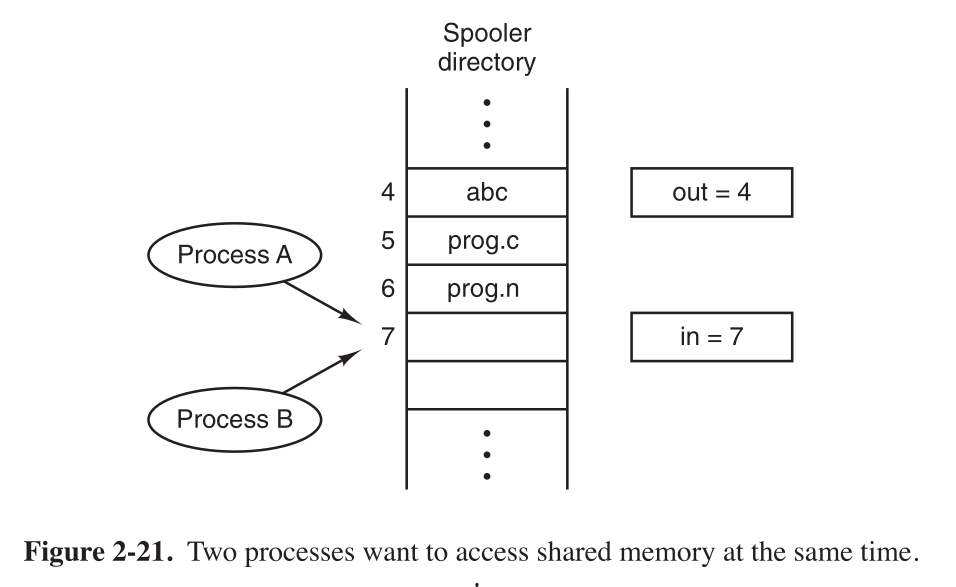 Spooler
directory
4 abc out = 4
Process A
5 prog.c
6 prog.n
7 in = 7
Process B
Figure 2-21. Two processes want to access shared memory at the same time.